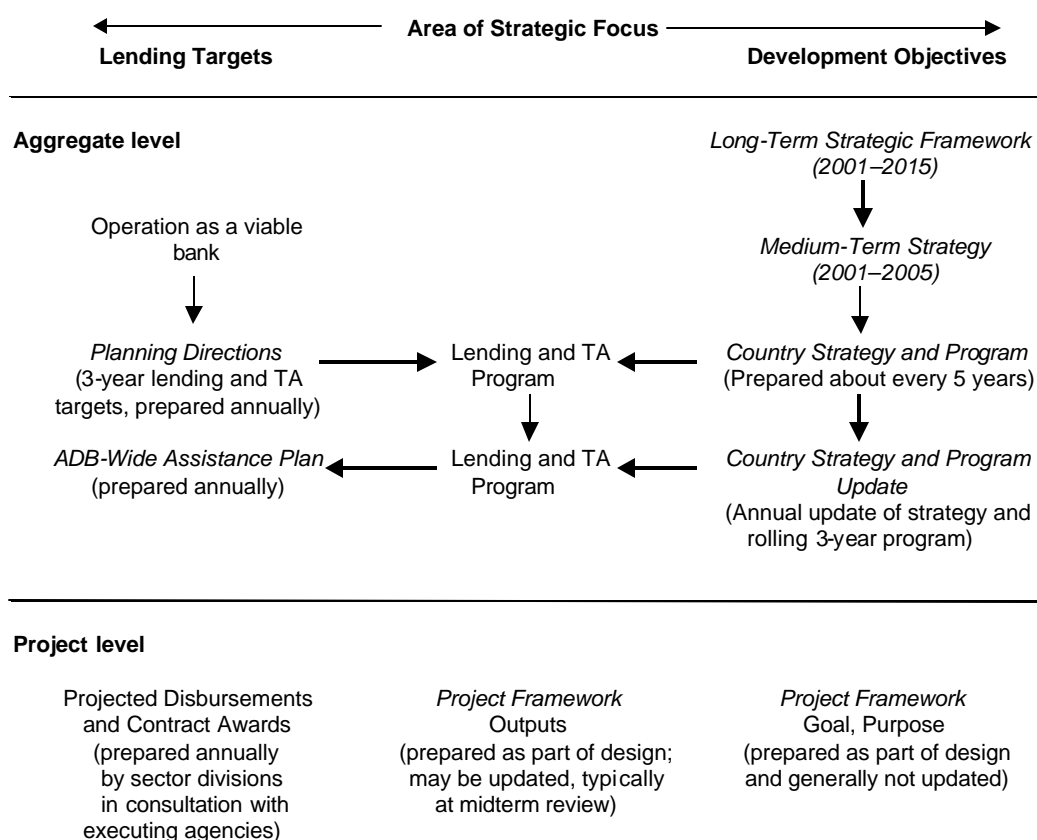 Area of Strategic Focus
Lending Targets
Development Objectives
Aggregate level
Long-Term Strategic Framework
(2001–2015)
Operation as a viable
bank
Medium-Term Strategy
(2001–2005)
Planning Directions
(3-year lending and TA
targets, prepared annually)
Lending and TA
Program
Country Strategy and Program
(Prepared about every 5 years)
ADB-Wide Assistance Plan
(prepared annually)
Lending and TA
Program
Country Strategy and Program
Update
(Annual update of strategy and
rolling 3-year program)
Project level
Projected Disbursements
and Contract Awards
(prepared annually
by sector divisions
in consultation with
executing agencies)
Project Framework
Outputs
(prepared as part of design;
may be updated, typically
at midterm review)
Project Framework
Goal, Purpose
(prepared as part of design
and generally not updated)